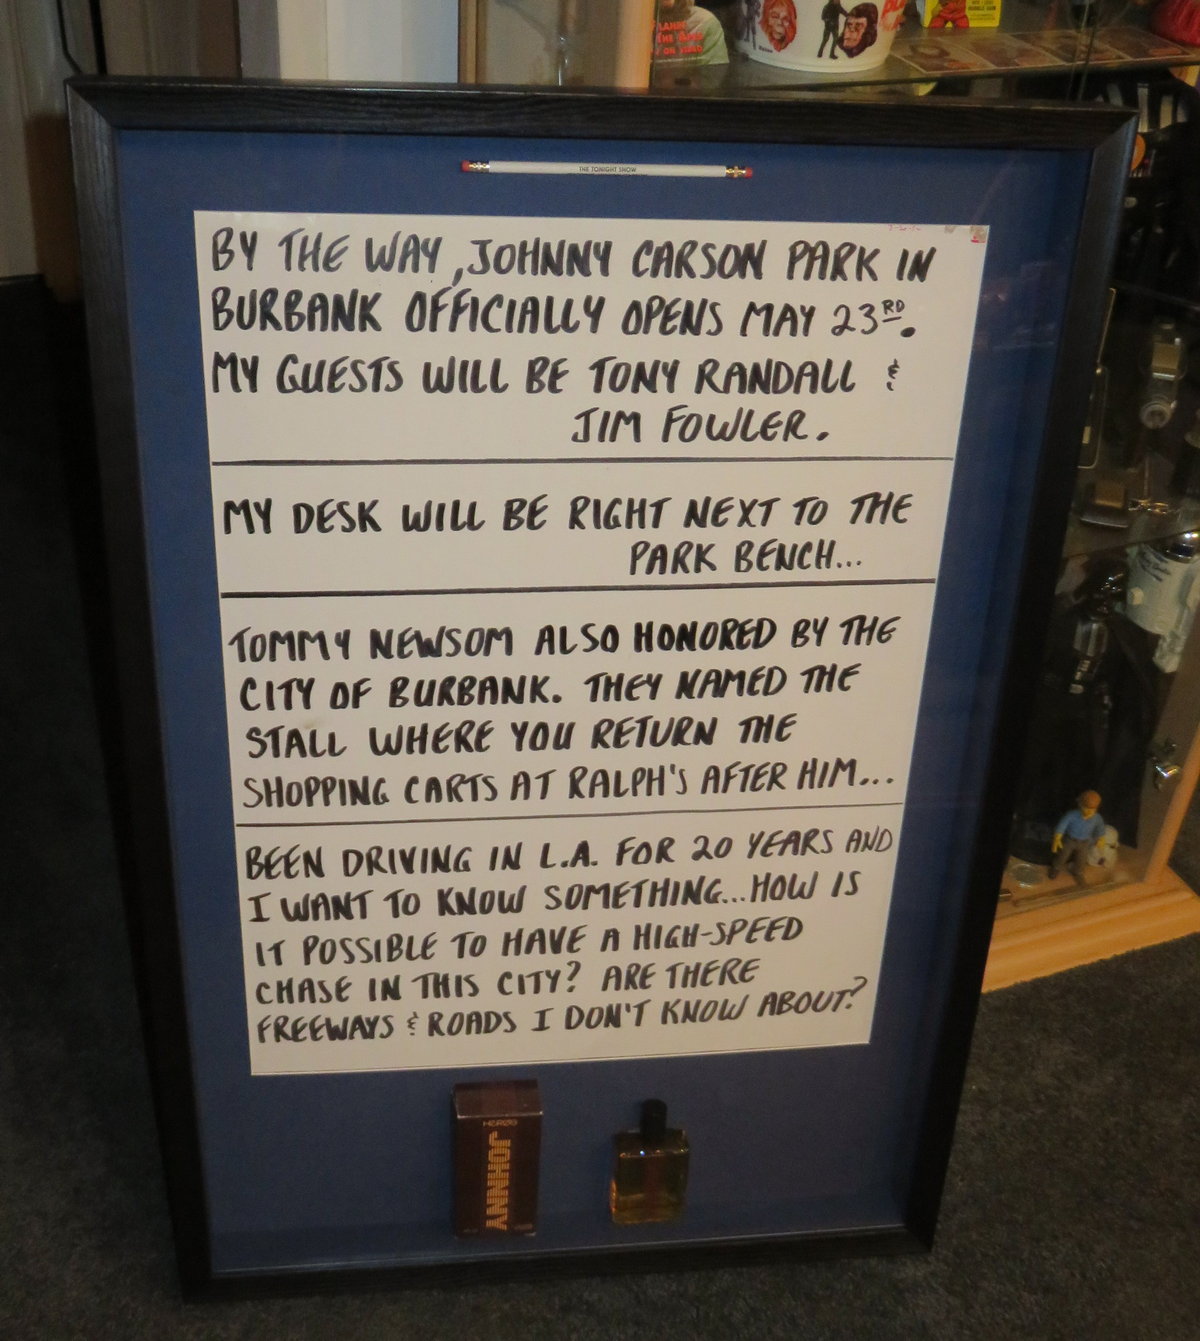 THE TONIGHT SHOW
BY THE WAY, JOHNNY CARSON PARK IN
BURBANK OFFICIALLY OPENS MAY 23RD.
MY GUESTS WILL BE TONY RANDALL &
JIM FOWLER.
MY DESK WILL BE RIGHT NEXT TO THE
PARK BENCH...
TOMMY NEWSOM ALSO HONORED BY THE
CITY OF BURBANK. THEY NAMED THE
STALL WHERE YOU RETURN THE
SHOPPING CARTS AT RALPH'S AFTER HIM...
BEEN DRIVING IN L.A. FOR 20 YEARS AND
I WANT TO KNOW SOMETHING...HOW IS
IT POSSIBLE TO HAVE A HIGH-SPEED
CHASE IN THIS CITY? ARE THERE
FREEWAYS & ROADS I DON'T KNOW ABOUT?
JOHNNY